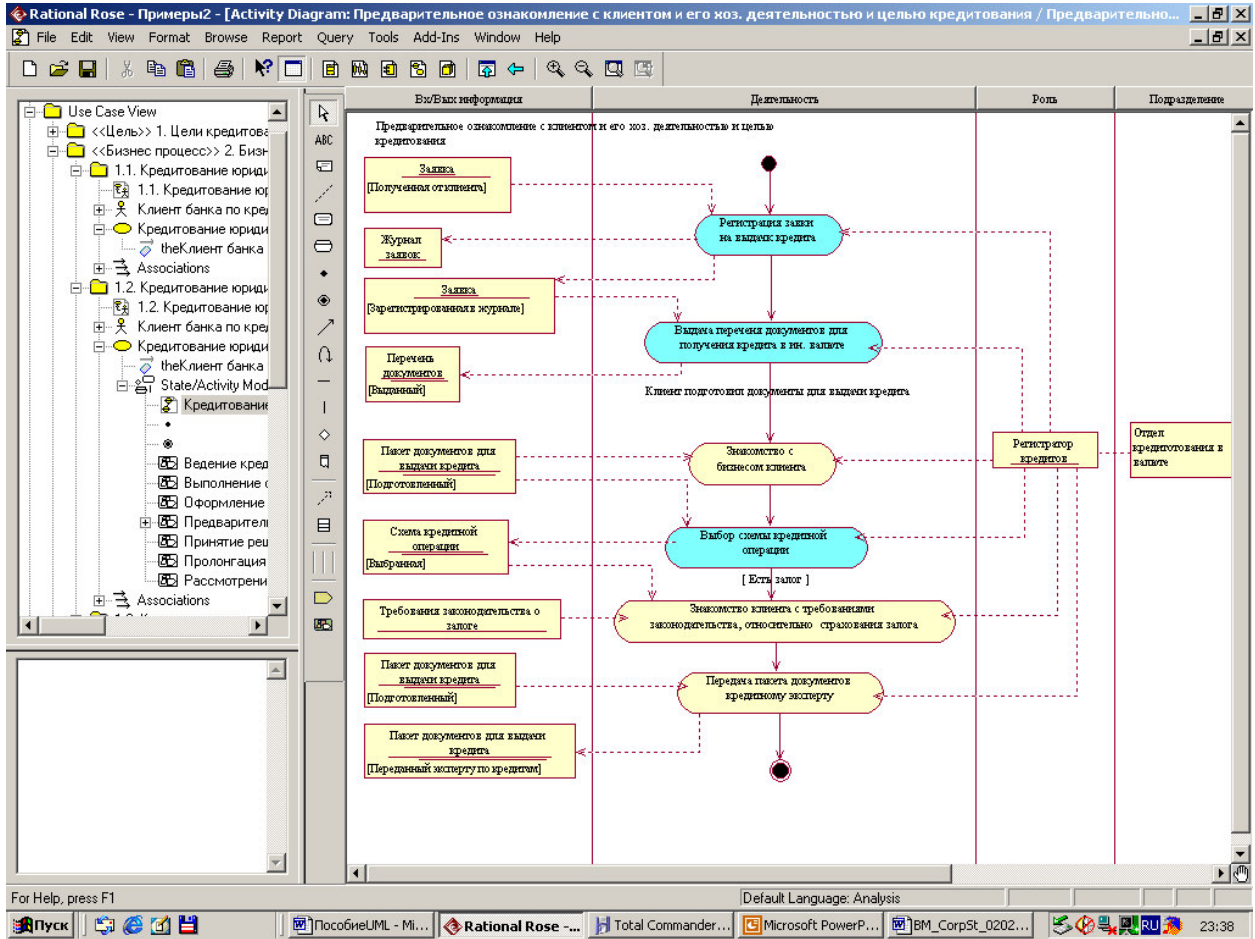 Rational Rose - Примеры2 - [Activity Diagram: Предварительное ознакомление с клиентом и его хоз. деятельностью и целью кредитования / Предварительно...
File Edit View Format Browse Report Query Tools Add-Ins Window Help
Use Case View
<<Цель>> 1. Цели кредитова
<<Бизнес процесс>> 2. Бизн
1.1. Кредитование юриди
1.1. Кредитование юр
Клиент банка по кре
Кредитование юриди
theКлиент банка
Associations
1.2. Кредитование юриди
1.2. Кредитование юр
Клиент банка по кре
Кредитование юриди
theКлиент банка
State/Activity Mod
Кредитование
Ведение кред
Выполнение
Оформление
Предварител
Принятие реш
Пролонгация
Рассмотрени
Associations
ABC
Вх/Вых информация
Деятельность
Роль
Подразделение
Предварительное ознакомление с клиентом и его хоз. деятельностью и целью
кредитования
Заявка
[Полученная от клиента]
Регистрация завки
на выдачк кредита
Журнал
заявок
Заявка
[Зарегистрированная в журнале]
Выдача переченя документов для
получения кредита в ин. валюте
Перечень
документов
[Выданный]
Клиент подготовил документы для выдачи кредита
Пакет документов для
выдачи кредита
[Подготовленный]
Знакомство с
бизнесом клиента
Регистратор
кредитов
Отдел
кредитотования в
валюте
Схема кредитной
операции
[Выбранная]
Выбор схемы кредитной
операции
[ Есть залог ]
Требования законодательства о
залоге
Знакомство клиента с требованиями
законодательства, относительно страхования залога
Пакет документов для
выдачи кредита
[Подготовленный]
Передача пакета документов
кредитному эксперту
Пакет документов для выдачи
кредита
[Переданный эксперту по кредитам]
For Help, press F1
Default Language: Analysis
Пуск
ПособиеUML - Mi...
Rational Rose -...
Total Commander...
Microsoft PowerP...
BM_CorpSt_0202...
RU
23:38